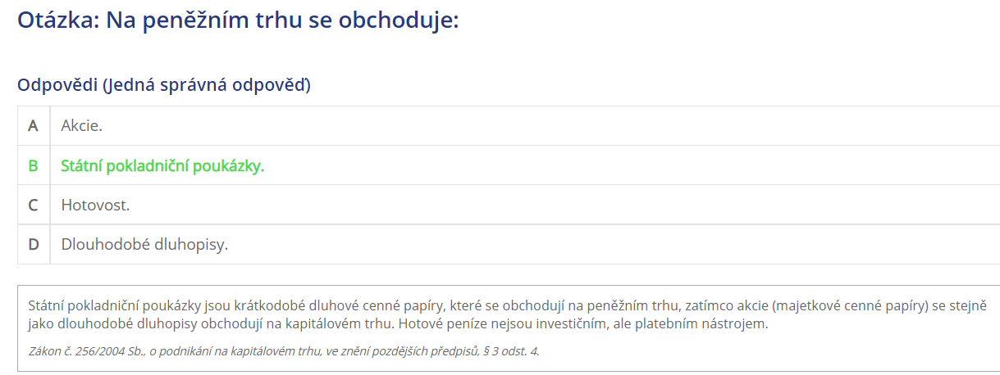 Otázka: Na peněžním trhu se obchoduje:
Odpovědi (Jedná správná odpověď)
A Akcie.
B Státní pokladniční poukázky.
C Hotovost.
D Dlouhodobé dluhopisy.
Státní pokladniční poukázky jsou krátkodobé dluhové cenné papíry, které se obchodují na peněžním trhu, zatímco akcie (majetkové cenné papíry) se stejně
jako dlouhodobé dluhopisy obchodují na kapitálovém trhu. Hotové peníze nejsou investičním, ale platebním nástrojem.
Zákon č. 256/2004 Sb., o podnikání na kapitálovém trhu, ve znění pozdějších předpisů, § 3 odst. 4.